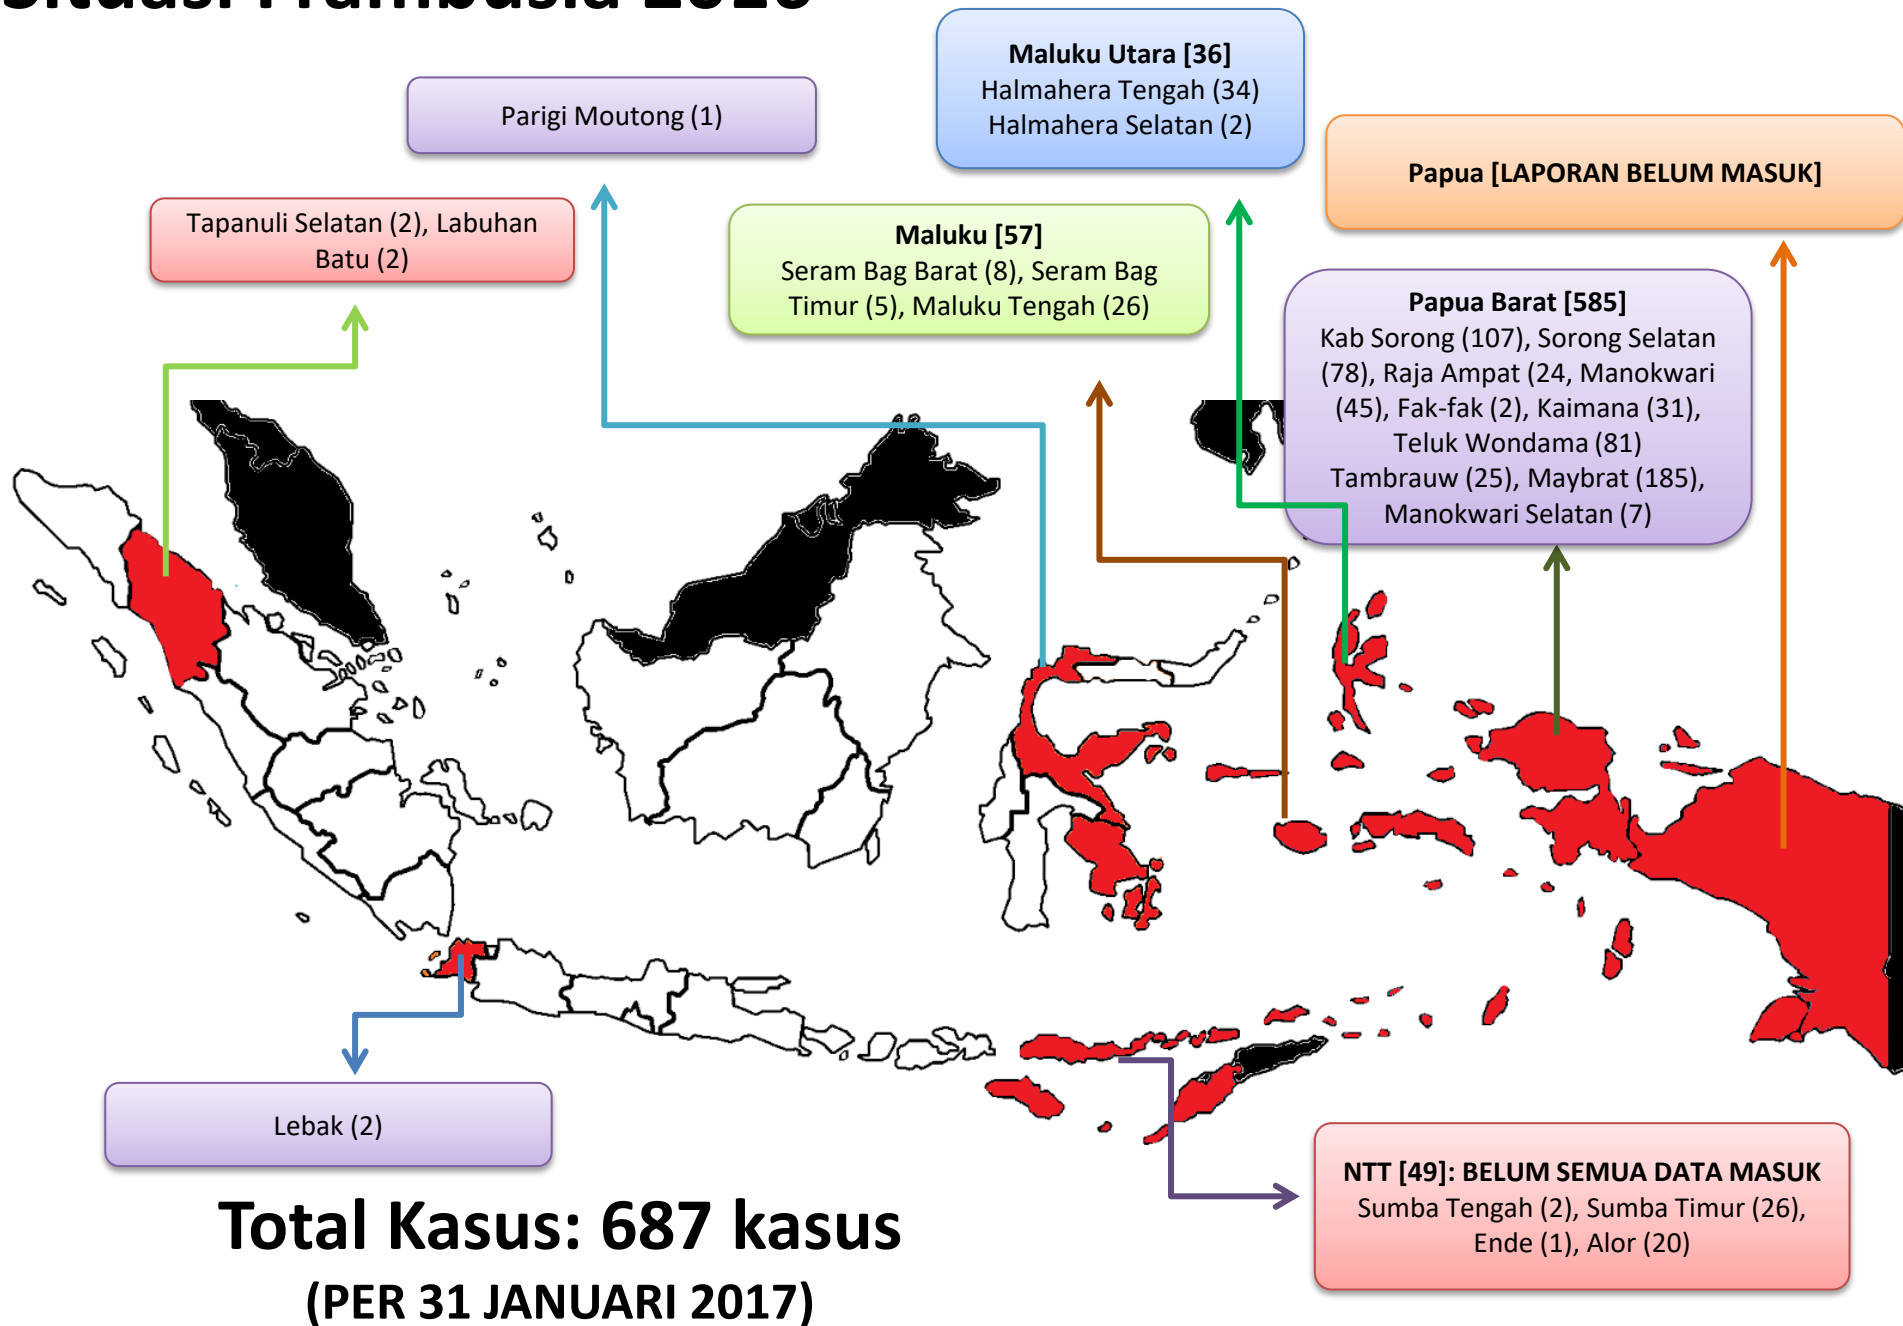 Situasi Frambusia 2016
Maluku Utara [36]
Halmahera Tengah (34)
Halmahera Selatan (2)
Parigi Moutong (1)
Papua [LAPORAN BELUM MASUK]
Tapanuli Selatan (2), Labuhan
Batu (2)
Maluku [57]
Seram Bag Barat (8), Seram Bag
Timur (5), Maluku Tengah (26)
Papua Barat [585]
Kab Sorong (107), Sorong Selatan
(78), Raja Ampat (24, Manokwari
(45), Fak-fak (2), Kaimana (31),
Teluk Wondama (81)
Tambrauw (25), Maybrat (185),
Manokwari Selatan (7)
Lebak (2)
NTT [49]: BELUM SEMUA DATA MASUK
Sumba Tengah (2), Sumba Timur (26),
Ende (1), Alor (20)
Total Kasus: 687 kasus
(PER 31 JANUARI 2017)